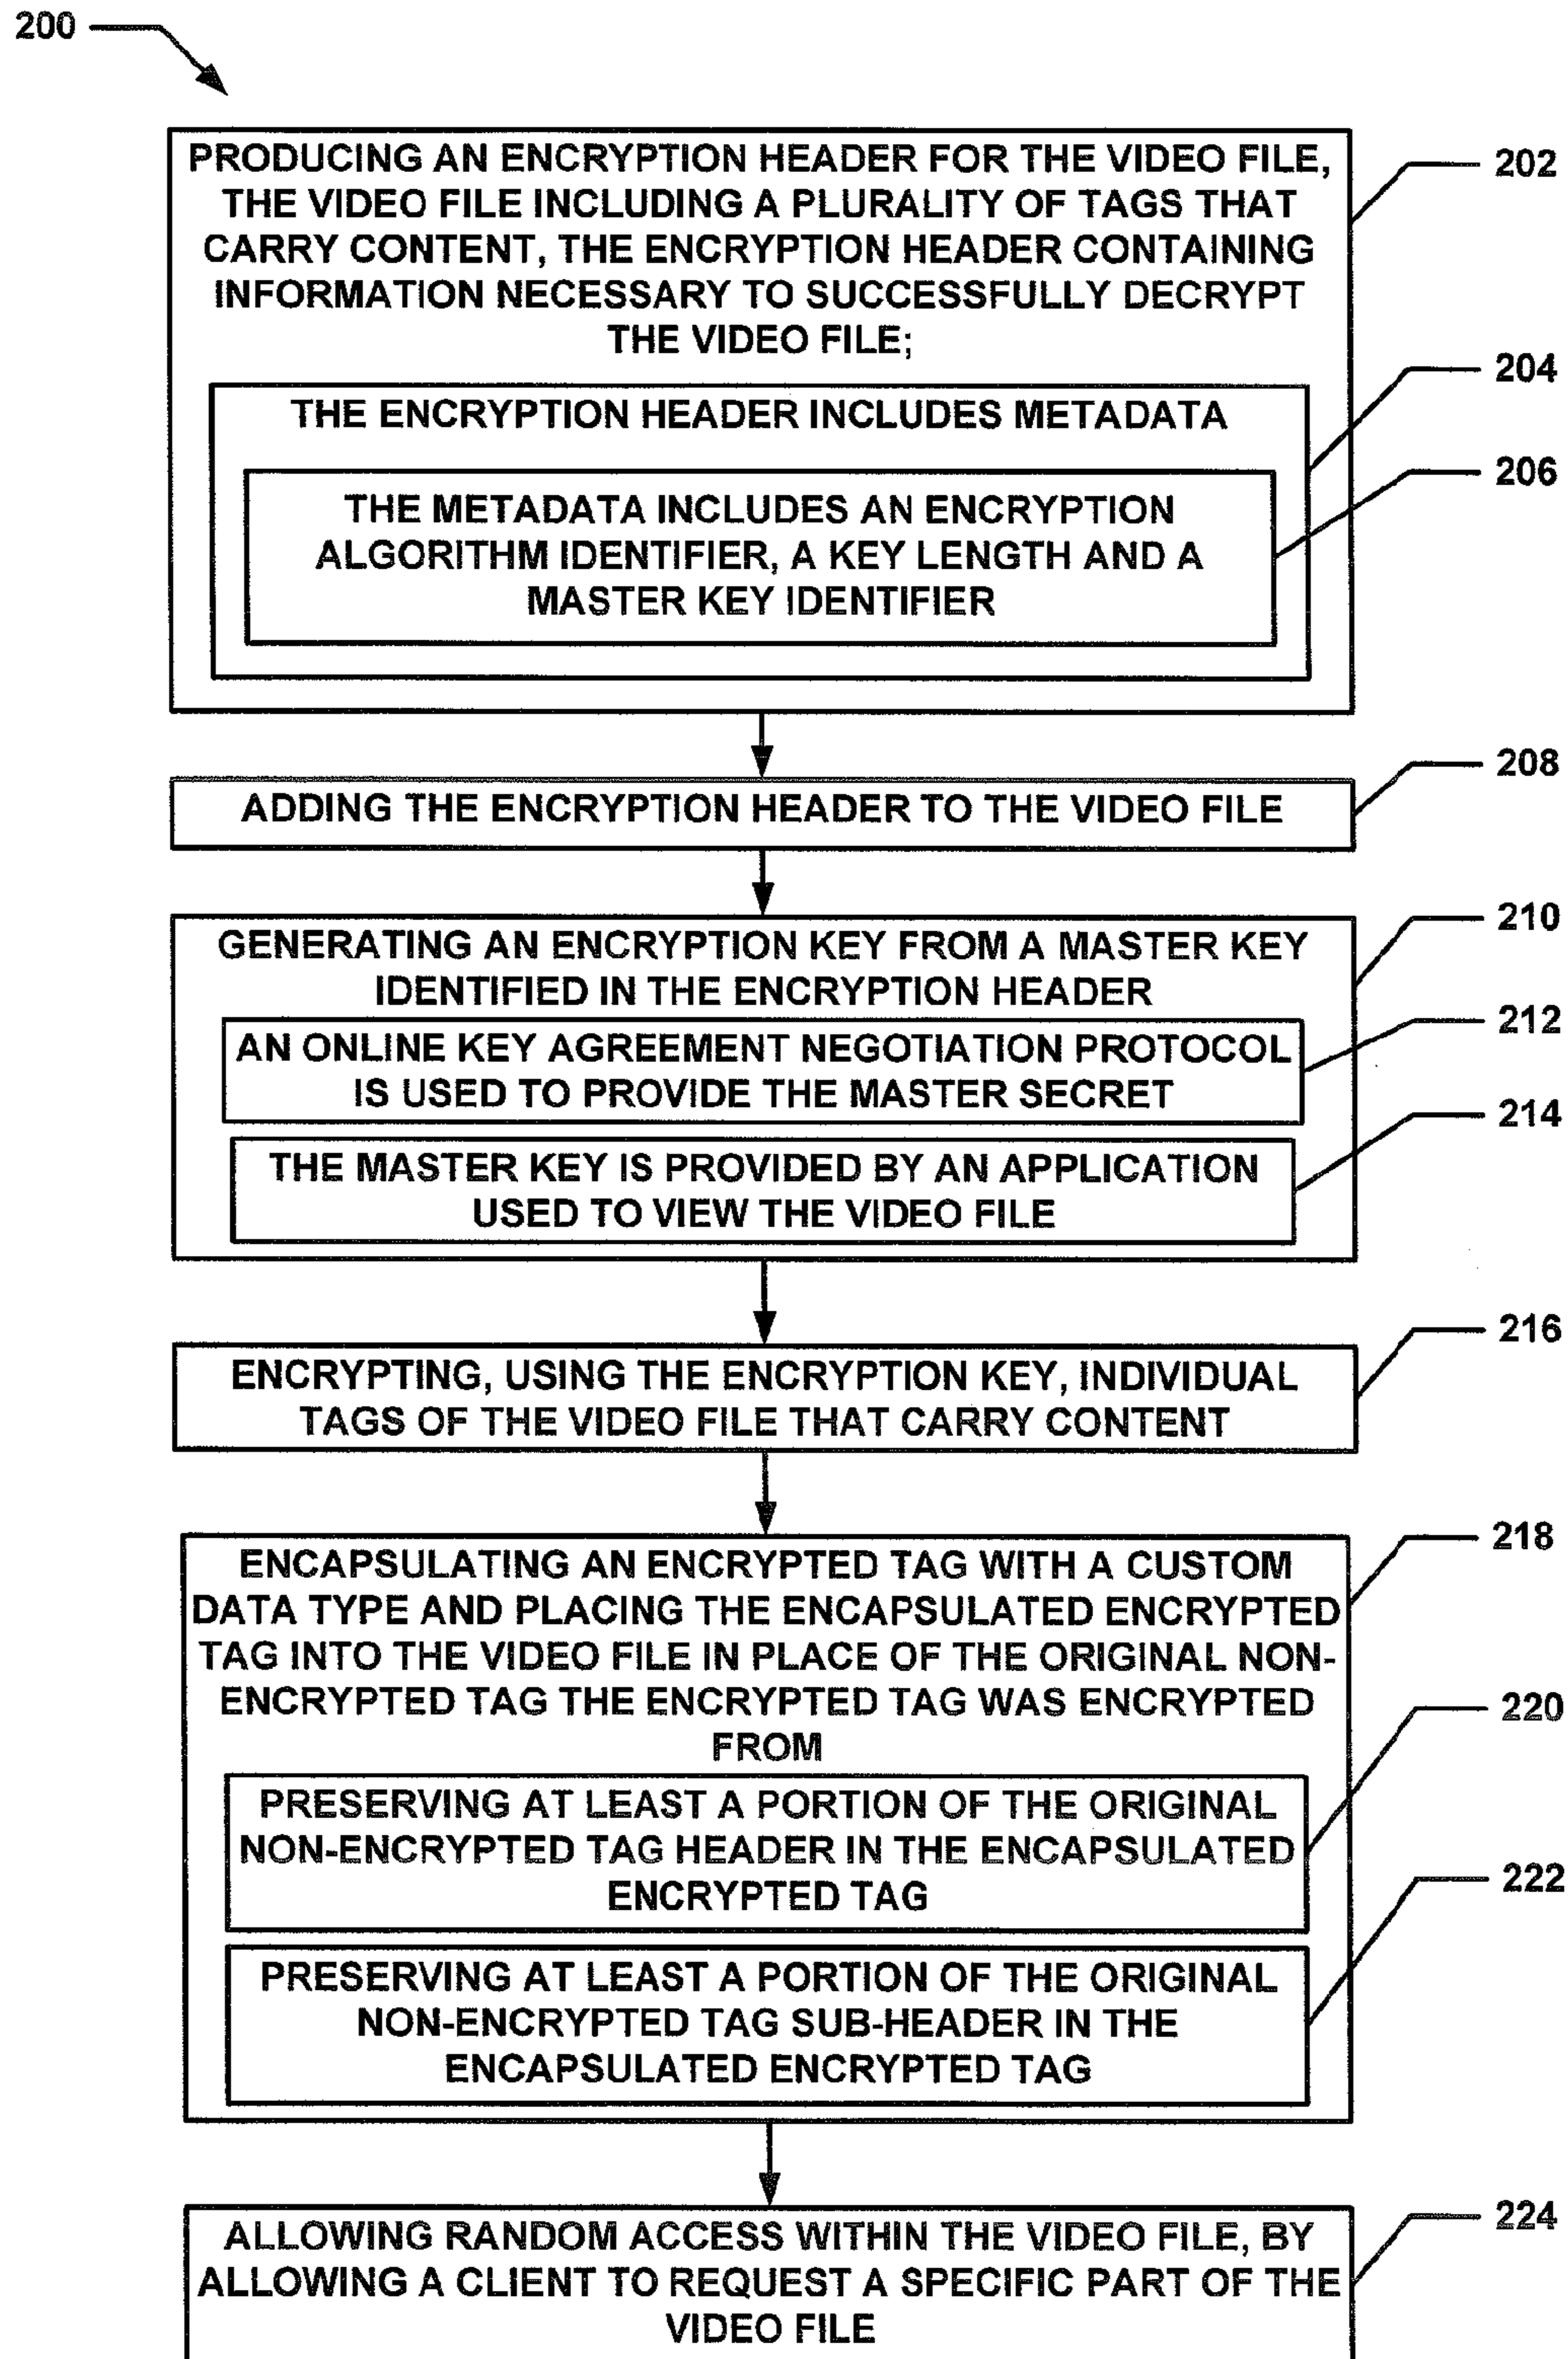 200
PRODUCING AN ENCRYPTION HEADER FOR THE VIDEO FILE,
THE VIDEO FILE INCLUDING A PLURALITY OF TAGS THAT
CARRY CONTENT, THE ENCRYPTION HEADER CONTAINING
INFORMATION NECESSARY TO SUCCESSFULLY DECRYPT
THE VIDEO FILE;
202
THE ENCRYPTION HEADER INCLUDES METADATA
204
THE METADATA INCLUDES AN ENCRYPTION
ALGORITHM IDENTIFIER, A KEY LENGTH AND A
MASTER KEY IDENTIFIER
206
ADDING THE ENCRYPTION HEADER TO THE VIDEO FILE
208
GENERATING AN ENCRYPTION KEY FROM A MASTER KEY
IDENTIFIED IN THE ENCRYPTION HEADER
210
AN ONLINE KEY AGREEMENT NEGOTIATION PROTOCOL
IS USED TO PROVIDE THE MASTER SECRET
212
THE MASTER KEY IS PROVIDED BY AN APPLICATION
USED TO VIEW THE VIDEO FILE
214
ENCRYPTING, USING THE ENCRYPTION KEY, INDIVIDUAL
TAGS OF THE VIDEO FILE THAT CARRY CONTENT
216
ENCAPSULATING AN ENCRYPTED TAG WITH A CUSTOM
DATA TYPE AND PLACING THE ENCAPSULATED ENCRYPTED
TAG INTO THE VIDEO FILE IN PLACE OF THE ORIGINAL NON-
ENCRYPTED TAG THE ENCRYPTED TAG WAS ENCRYPTED
FROM
218
PRESERVING AT LEAST A PORTION OF THE ORIGINAL
NON-ENCRYPTED TAG HEADER IN THE ENCAPSULATED
ENCRYPTED TAG
220
PRESERVING AT LEAST A PORTION OF THE ORIGINAL
NON-ENCRYPTED TAG SUB-HEADER IN THE
ENCAPSULATED ENCRYPTED TAG
222
ALLOWING RANDOM ACCESS WITHIN THE VIDEO FILE, BY
ALLOWING A CLIENT TO REQUEST A SPECIFIC PART OF THE
VIDEO FILE
224